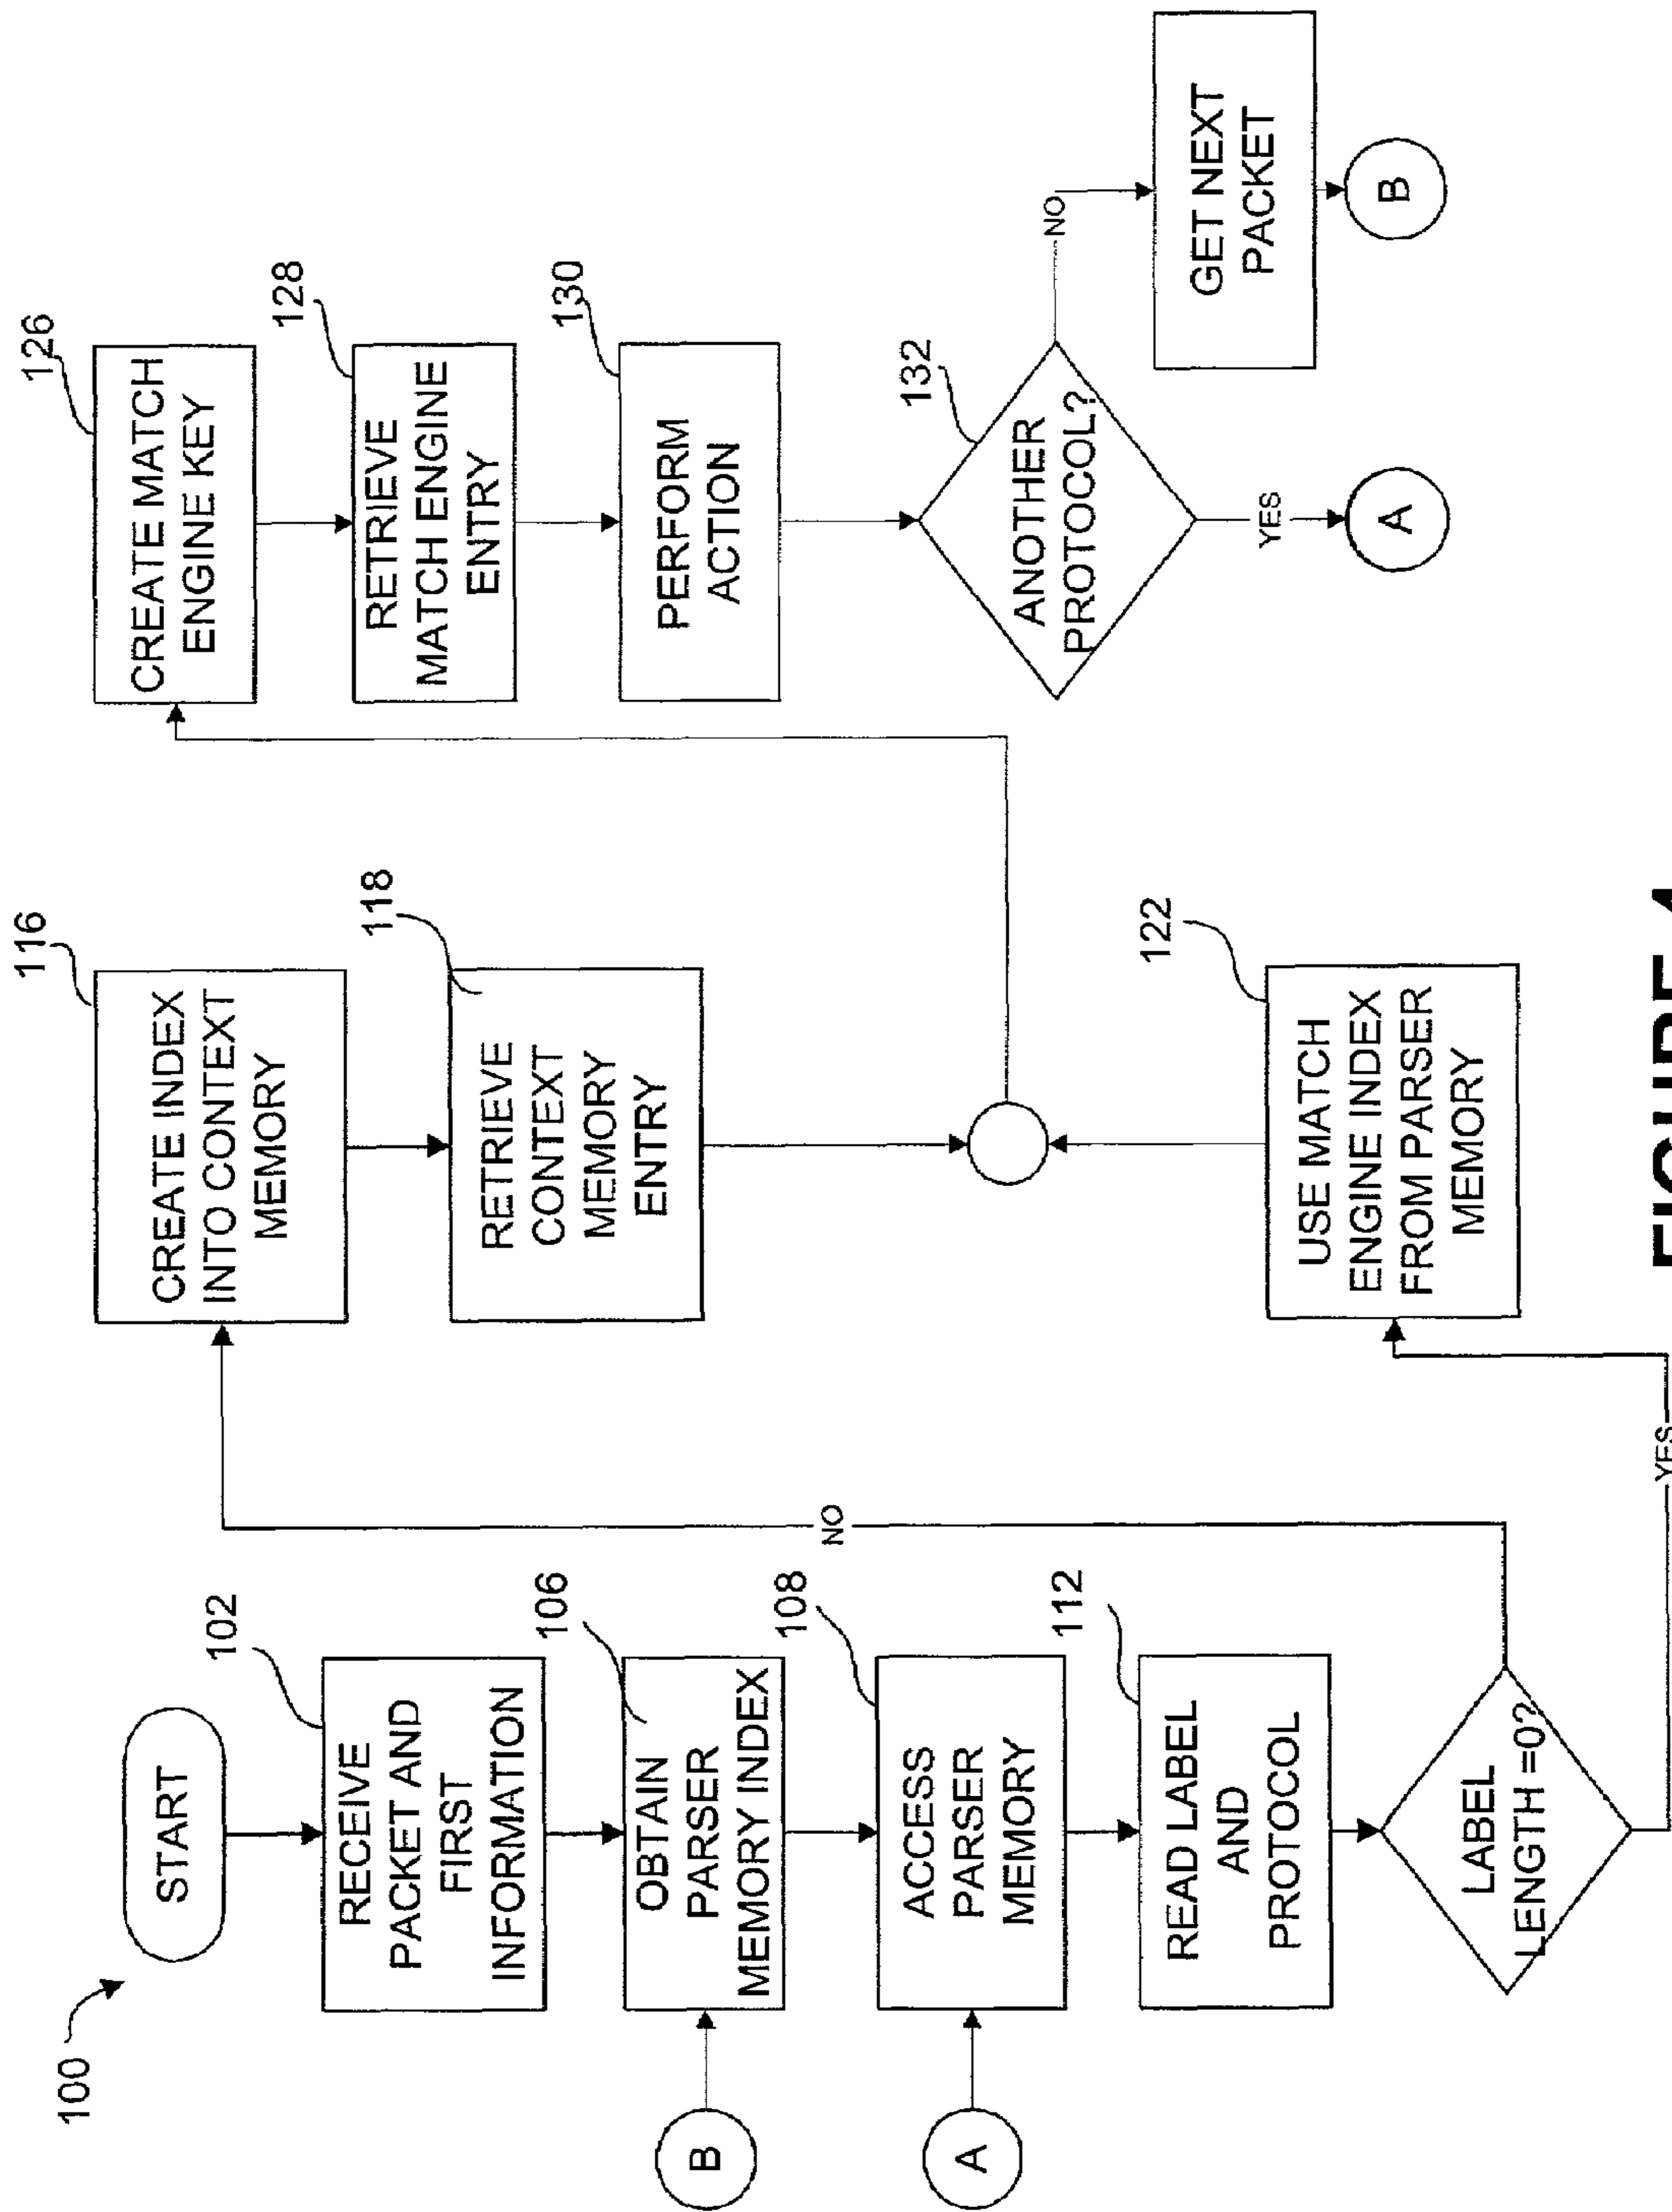 100
START
102
RECEIVE
PACKET AND
FIRST
INFORMATION
B
106
OBTAIN
PARSER
MEMORY INDEX
A
108
ACCESS
PARSER
MEMORY
112
READ LABEL
AND
PROTOCOL
LABEL
LENGTH =0?
NO
YES
116
CREATE INDEX
INTO CONTEXT
MEMORY
118
RETRIEVE
CONTEXT
MEMORY
ENTRY
122
USE MATCH
ENGINE INDEX
FROM PARSER
MEMORY
126
CREATE MATCH
ENGINE KEY
128
RETRIEVE
MATCH ENGINE
ENTRY
130
PERFORM
ACTION
132
ANOTHER
PROTOCOL?
NO
YES
GET NEXT
PACKET
A
B